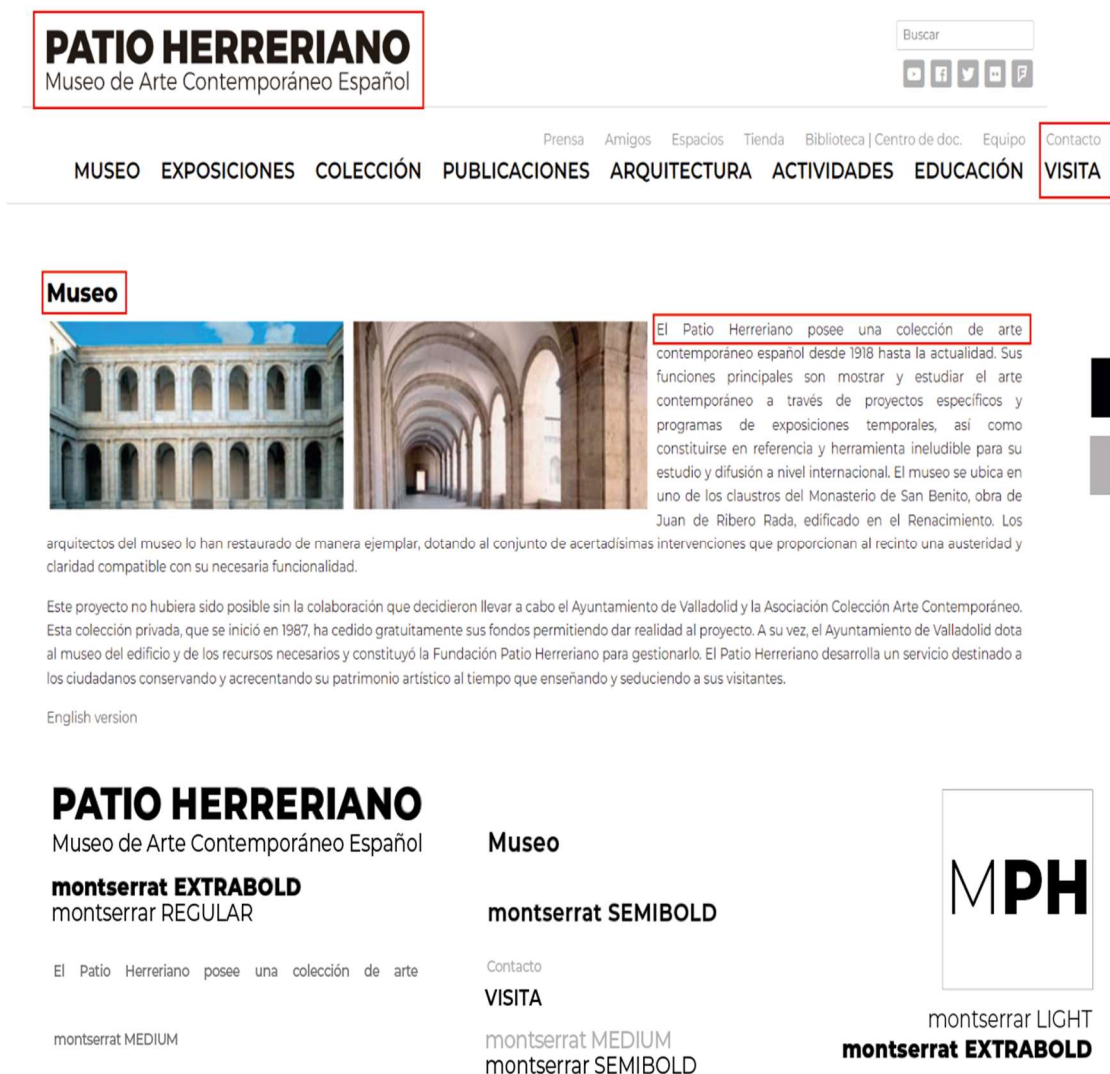 PATIO HERRERIANO
Museo de Arte Contemporáneo Español
Buscar
Prensa Amigos Espacios Tienda Biblioteca | Centro de doc. Equipo Contacto
MUSEO EXPOSICIONES COLECCIÓN PUBLICACIONES ARQUITECTURA ACTIVIDADES EDUCACIÓN VISITA
Museo
El Patio Herreriano posee una colección de arte
contemporáneo español desde 1918 hasta la actualidad. Sus
funciones principales son mostrar y estudiar el arte
contemporáneo a través de proyectos específicos y
programas de exposiciones temporales, así como
constituirse en referencia y herramienta ineludible para su
estudio y difusión a nivel internacional. El museo se ubica en
uno de los claustros del Monasterio de San Benito, obra de
Juan de Ribero Rada, edificado en el Renacimiento. Los
arquitectos del museo lo han restaurado de manera ejemplar, dotando al conjunto de acertadísimas intervenciones que proporcionan al recinto una austeridad y
claridad compatible con su necesaria funcionalidad.
Este proyecto no hubiera sido posible sin la colaboración que decidieron llevar a cabo el Ayuntamiento de Valladolid y la Asociación Colección Arte Contemporáneo.
Esta colección privada, que se inició en 1987, ha cedido gratuitamente sus fondos permitiendo dar realidad al proyecto. A su vez, el Ayuntamiento de Valladolid dota
al museo del edificio y de los recursos necesarios y constituyó la Fundación Patio Herreriano para gestionarlo. El Patio Herreriano desarrolla un servicio destinado a
los ciudadanos conservando y acrecentando su patrimonio artístico al tiempo que enseñando y seduciendo a sus visitantes.
English version
PATIO HERRERIANO
Museo de Arte Contemporáneo Español
montserrat EXTRABOLD
montserrar REGULAR
El Patio Herreriano posee una colección de arte
montserrat MEDIUM
Museo
montserrat SEMIBOLD
Contacto
VISITA
montserrat MEDIUM
montserrar SEMIBOLD
MPH
montserrar LIGHT
montserrat EXTRABOLD